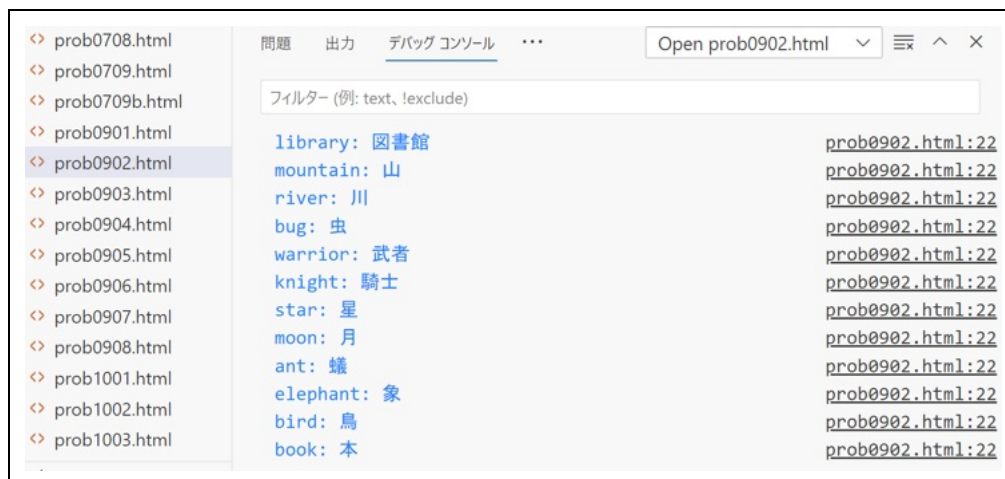 prob0708.html
prob0709.html
prob0709b.html
prob0901.html
prob0902.html
prob0903.html
prob0904.html
prob0905.html
prob0906.html
prob0907.html
prob0908.html
prob1001.html
prob1002.html
prob1003.html
問題 出力 デバッグ コンソール ··· Open prob0902.html
フィルター (例: text、!exclude)
library: 図書館 prob0902.html:22
mountain: 山 prob0902.html:22
river: 川 prob0902.html:22
bug: 虫 prob0902.html:22
warrior: 武者 prob0902.html:22
knight: 騎士 prob0902.html:22
star: 星 prob0902.html:22
moon: 月 prob0902.html:22
ant: 蟻 prob0902.html:22
elephant: 象 prob0902.html:22
bird: 鳥 prob0902.html:22
book: 本 prob0902.html:22